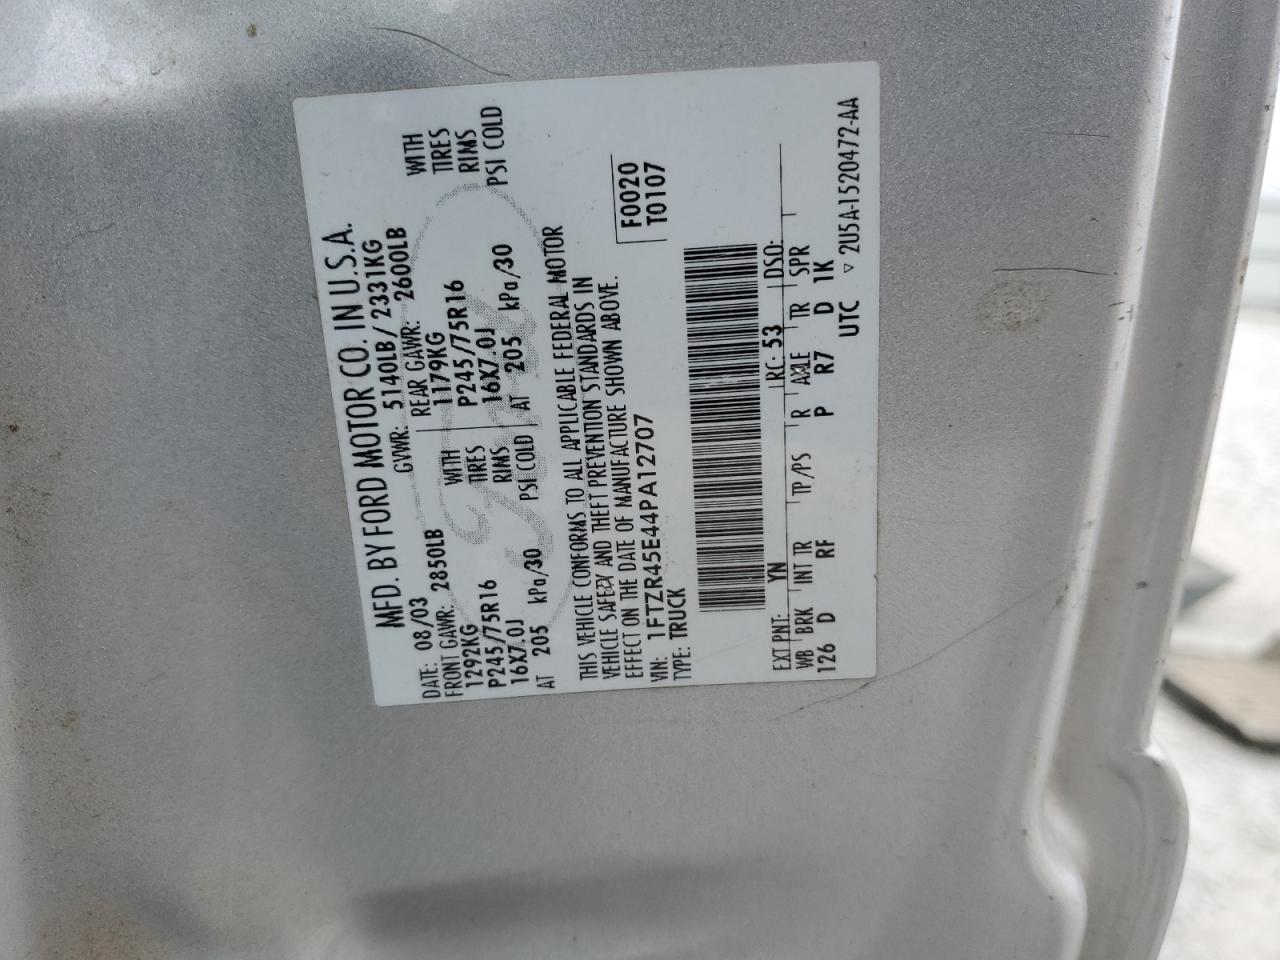 MFD. BY FORD MOTOR CO. IN U.S.A.
DATE: 08/03 GVWR: 5140LB / 2331KG
FRONT GAWR: 2850LB REAR GAWR: 2600LB
1292KG WITH 1179KG WITH
P245/75R16 TIRES P245/75R16 TIRES
16X7.0J RIMS 16X7.0J RIMS
AT 205 kPa/30 PSI COLD AT 205 kPa/30 PSI COLD
THIS VEHICLE CONFORMS TO ALL APPLICABLE FEDERAL MOTOR
VEHICLE SAFETY AND THEFT PREVENTION STANDARDS IN
EFFECT ON THE DATE OF MANUFACTURE SHOWN ABOVE.
VIN: 1FTZR45E44PA12707 F0020
TYPE: TRUCK T0107
EXT PNT: YN RC: 53 DSO:
WB BRK INT TR TP/PS R AXLE TR SPR
126 D RF P R7 D 1K
UTC ▽ 2U5A-1520472-AA